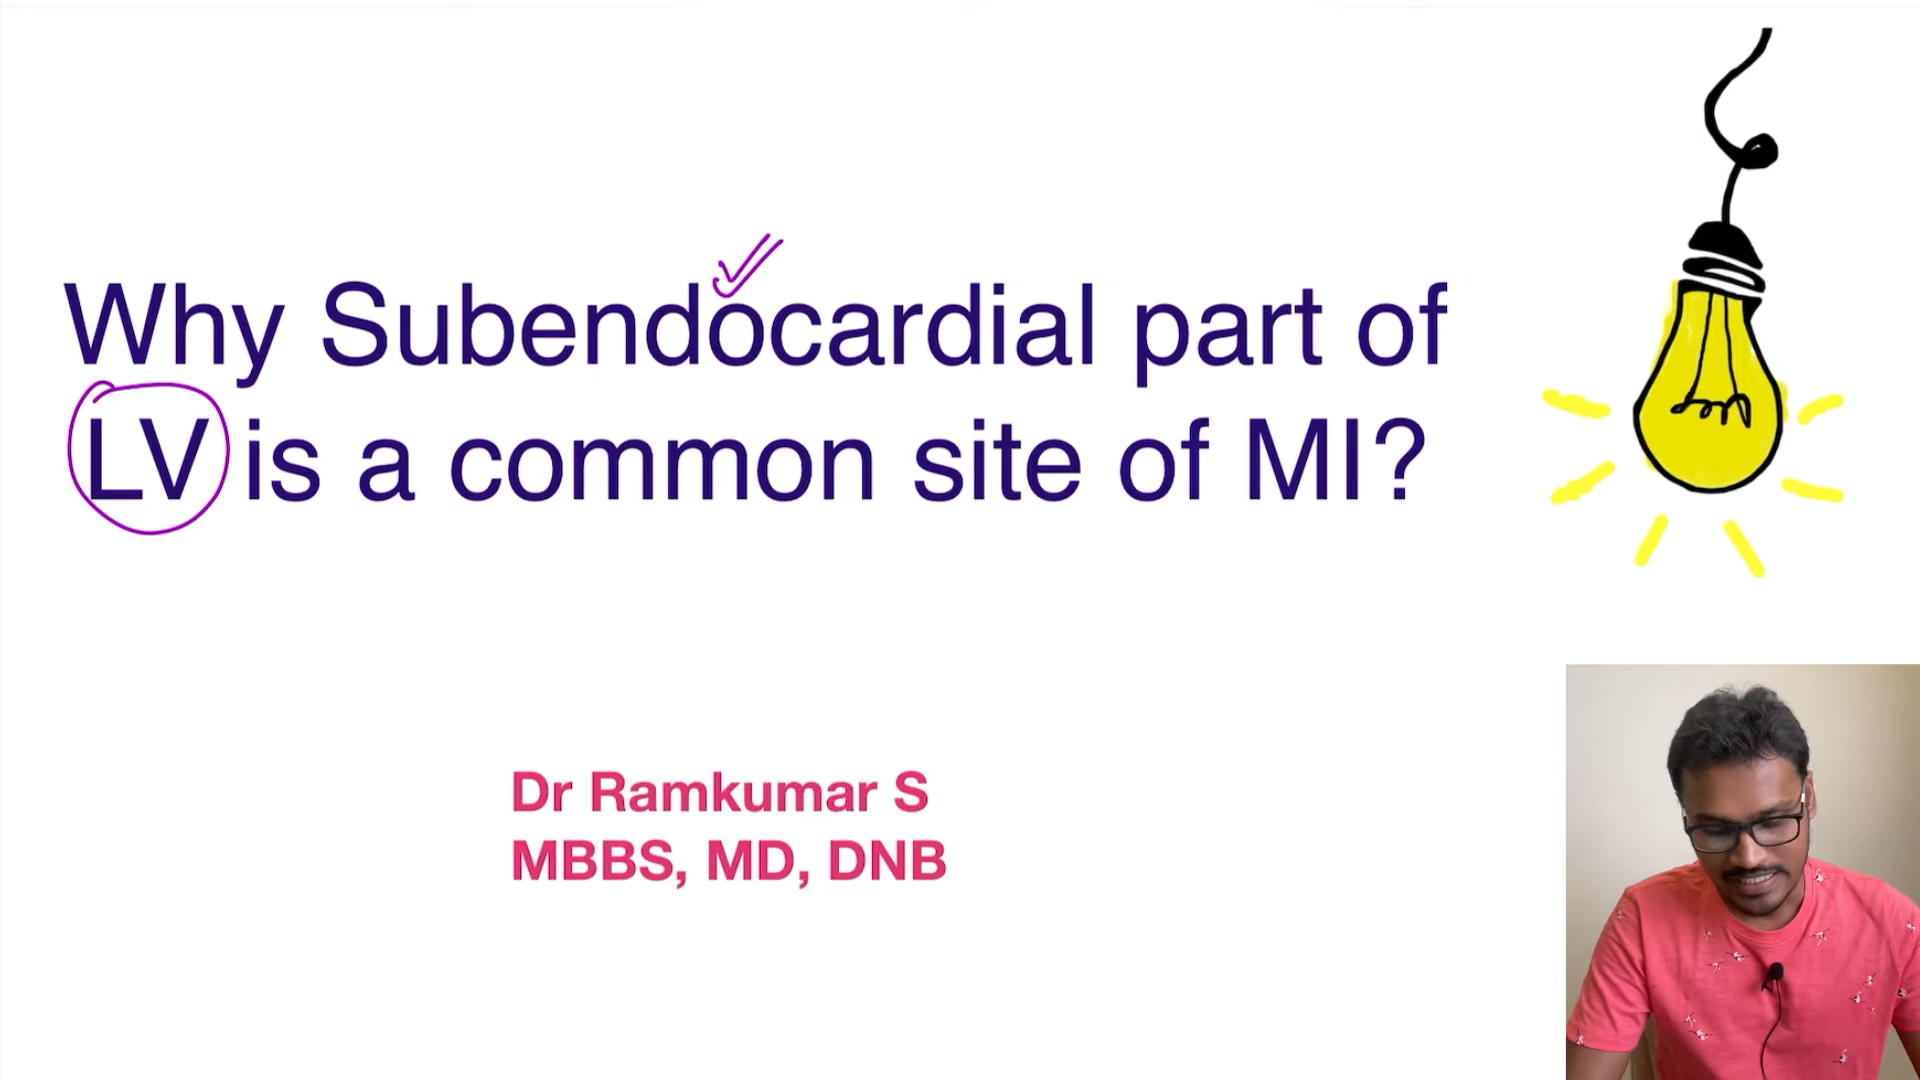 Why Subendocardial part of
LV is a common site of MI?
Dr Ramkumar S
MBBS, MD, DNB